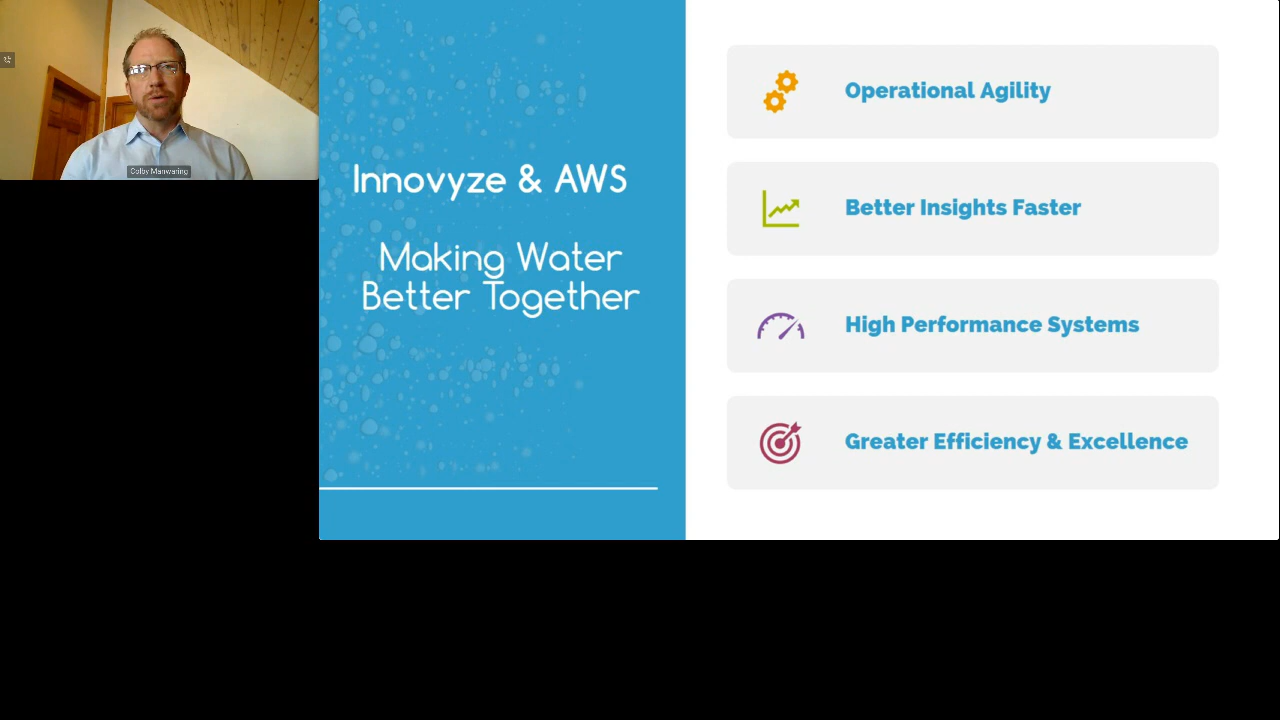 Colby Manwaring
Innovyze & AWS
Making Water
Better Together
Operational Agility
Better Insights Faster
High Performance Systems
Greater Efficiency & Excellence